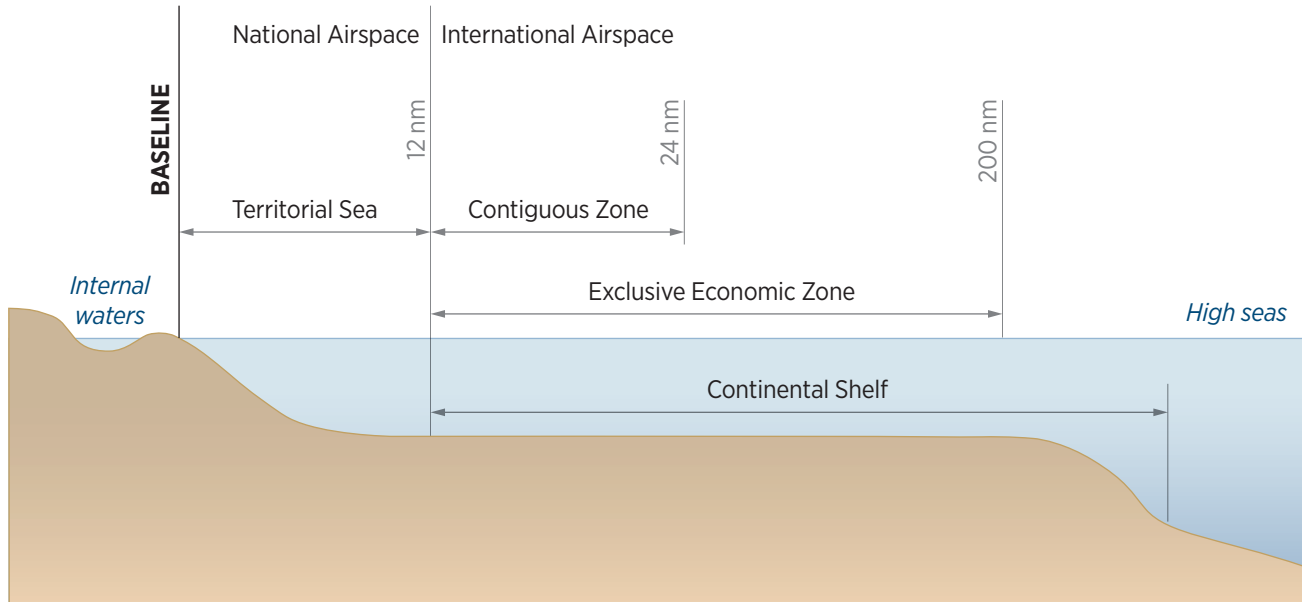 National Airspace
International Airspace
BASELINE
12 nm
24 nm
200 nm
Territorial Sea
Contiguous Zone
Internal
waters
Exclusive Economic Zone
High seas
Continental Shelf